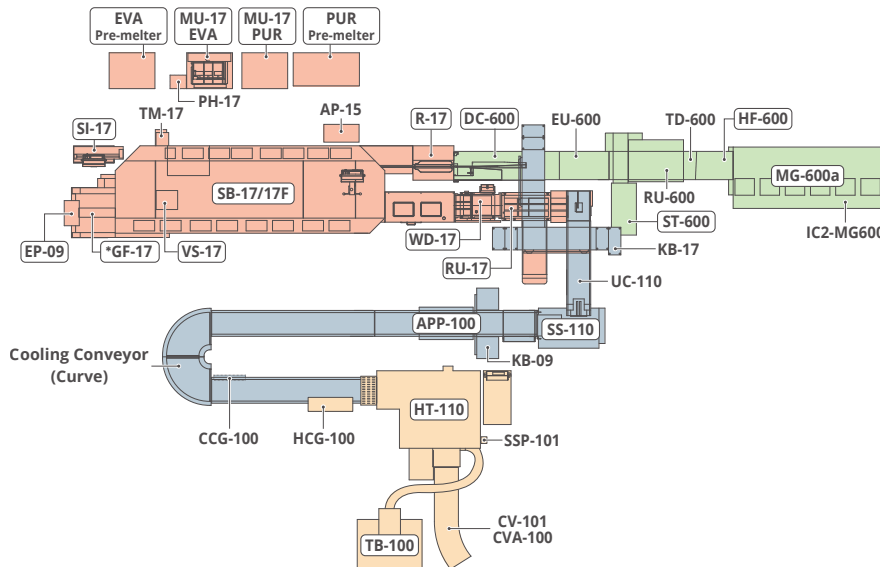 EVA
Pre-melter
MU-17
EVA
MU-17
PUR
PUR
Pre-melter
PH-17
TM-17
AP-15
SI-17
R-17
DC-600
EU-600
TD-600
HF-600
SB-17/17F
RU-600
MG-600a
ST-600
IC2-MG600
EP-09
*GF-17
VS-17
WD-17
RU-17
KB-17
UC-110
APP-100
SS-110
Cooling Conveyor
(Curve)
KB-09
CCG-100
HCG-100
HT-110
SSP-101
CV-101
CVA-100
TB-100